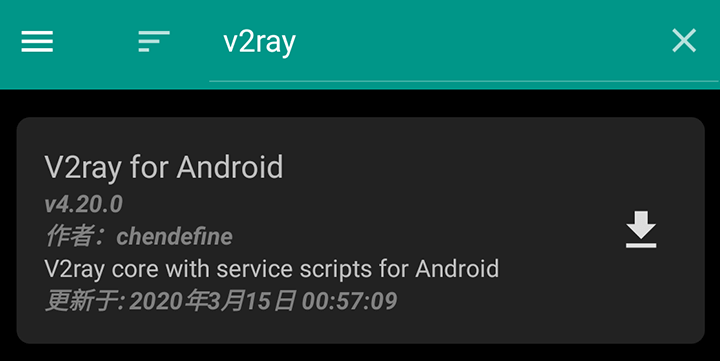 v2ray
V2ray for Android
v4.20.0
作者：chendefine
V2ray core with service scripts for Android
更新于: 2020年3月15日 00:57:09